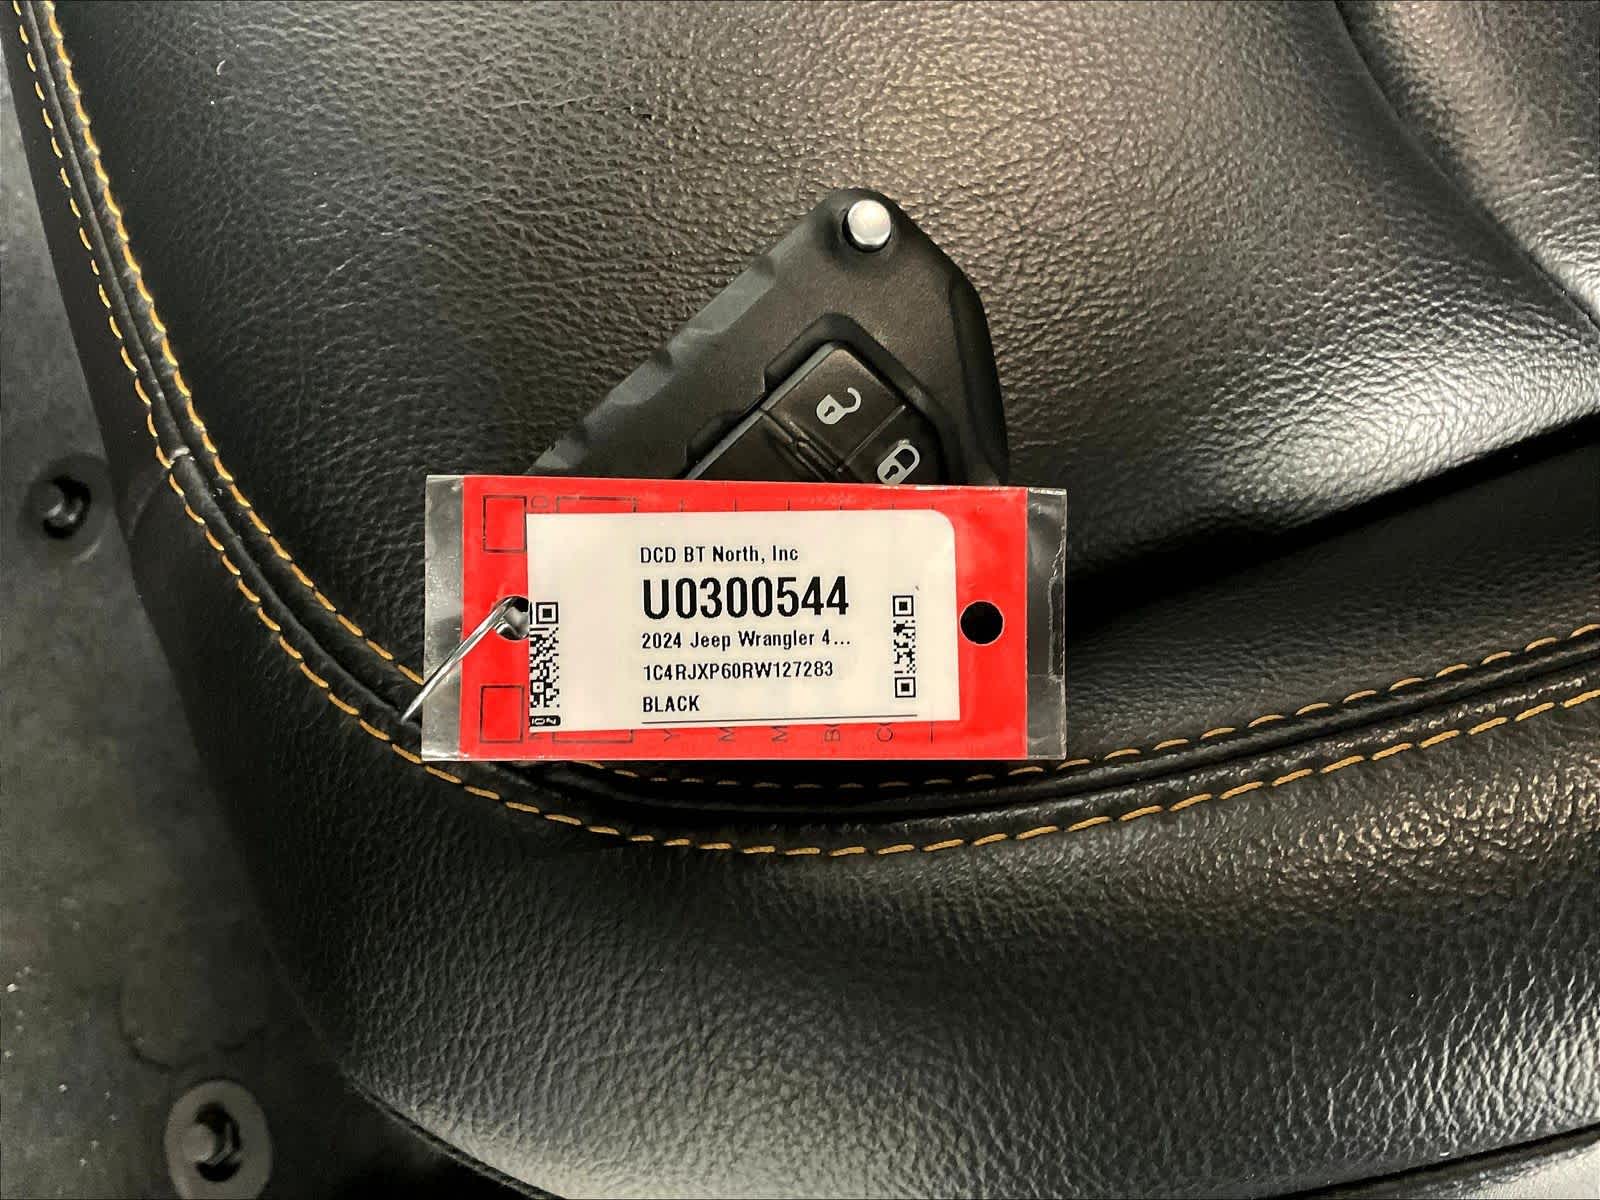 DCD BT North, Inc
U0300544
2024 Jeep Wrangler 4...
1C4RJXP60RW127283
BLACK